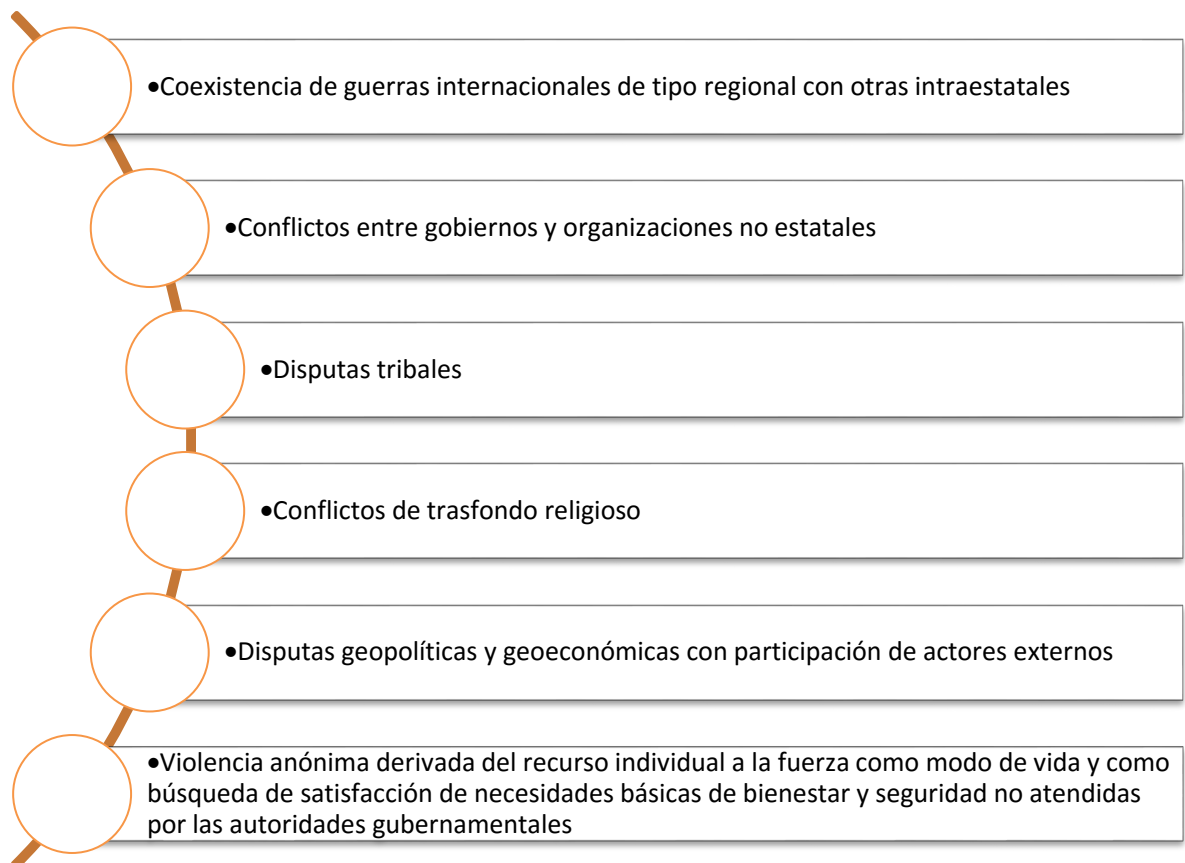 •Coexistencia de guerras internacionales de tipo regional con otras intraestatales
•Conflictos entre gobiernos y organizaciones no estatales
•Disputas tribales
•Conflictos de trasfondo religioso
•Disputas geopolíticas y geoeconómicas con participación de actores externos
•Violencia anónima derivada del recurso individual a la fuerza como modo de vida y como
búsqueda de satisfacción de necesidades básicas de bienestar y seguridad no atendidas
por las autoridades gubernamentales